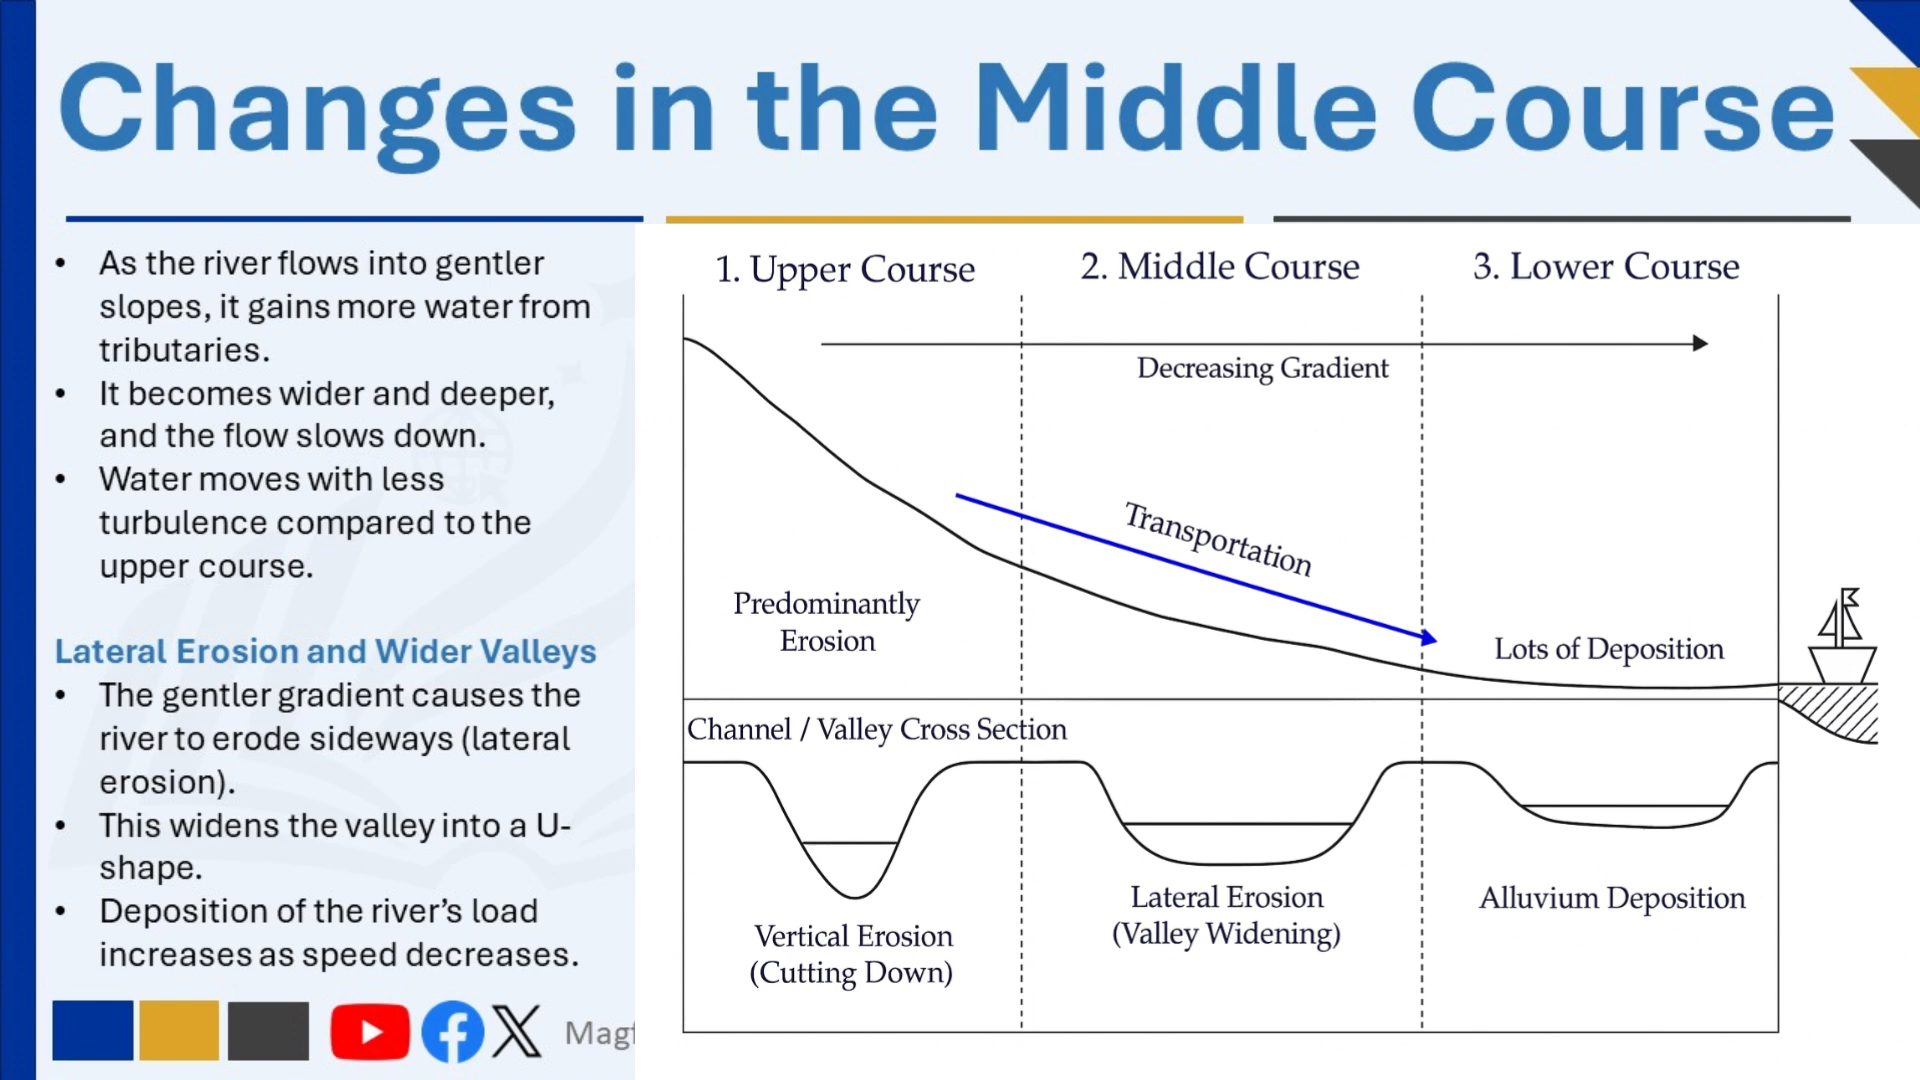 Changes in the Middle Course
• As the river flows into gentler
slopes, it gains more water from
tributaries.
• It becomes wider and deeper,
and the flow slows down.
• Water moves with less
turbulence compared to the
upper course.
Lateral Erosion and Wider Valleys
• The gentler gradient causes the
river to erode sideways (lateral
erosion).
• This widens the valley into a U-
shape.
• Deposition of the river’s load
increases as speed decreases.
1. Upper Course
2. Middle Course
3. Lower Course
Decreasing Gradient
Transportation
Predominantly
Erosion
Lots of Deposition
Channel / Valley Cross Section
Vertical Erosion
(Cutting Down)
Lateral Erosion
(Valley Widening)
Alluvium Deposition